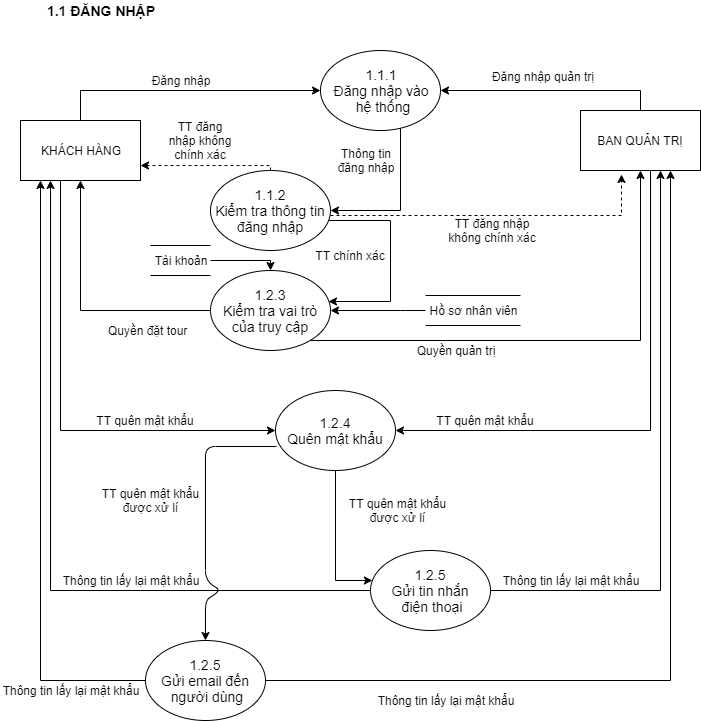 1.1 ĐĂNG NHẬP
1.1.1
Đăng nhập vào
hệ thống
Đăng nhập
Đăng nhập quản trị
KHÁCH HÀNG
BAN QUẢN TRỊ
TT đăng
nhập không
chính xác
Thông tin
đăng nhập
1.1.2
Kiểm tra thông tin
đăng nhập
TT đăng nhập
không chính xác
TT chính xác
Tài khoản
1.2.3
Kiểm tra vai trò
của truy cập
Hồ sơ nhân viên
Quyền đặt tour
Quyền quản trị
TT quên mật khẩu
1.2.4
Quên mật khẩu
TT quên mật khẩu
TT quên mật khẩu
được xử lí
TT quên mật khẩu
được xử lí
Thông tin lấy lại mật khẩu
1.2.5
Gửi tin nhắn
điện thoại
Thông tin lấy lại mật khẩu
1.2.5
Gửi email đến
người dùng
Thông tin lấy lại mật khẩu
Thông tin lấy lại mật khẩu